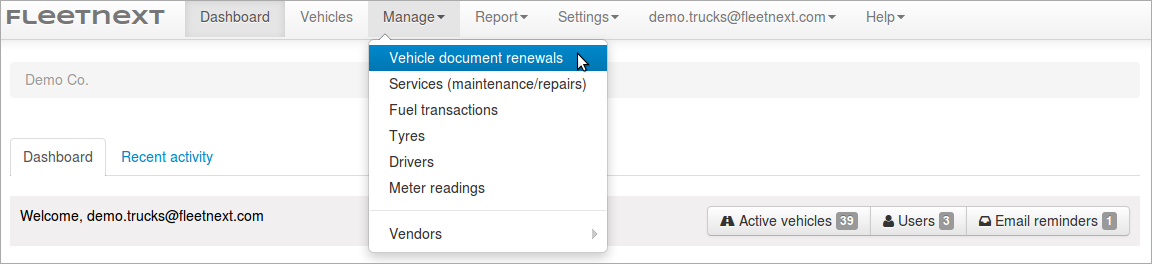 FLEETNEXT Dashboard Vehicles Manage Report Settings demo.trucks@fleetnext.com Help
Vehicle document renewals
Demo Co.
Services (maintenance/repairs)
Fuel transactions
Tyres
Drivers
Meter readings
Vendors
Dashboard Recent activity
Welcome, demo.trucks@fleetnext.com
Active vehicles 39 Users 3 Email reminders 1